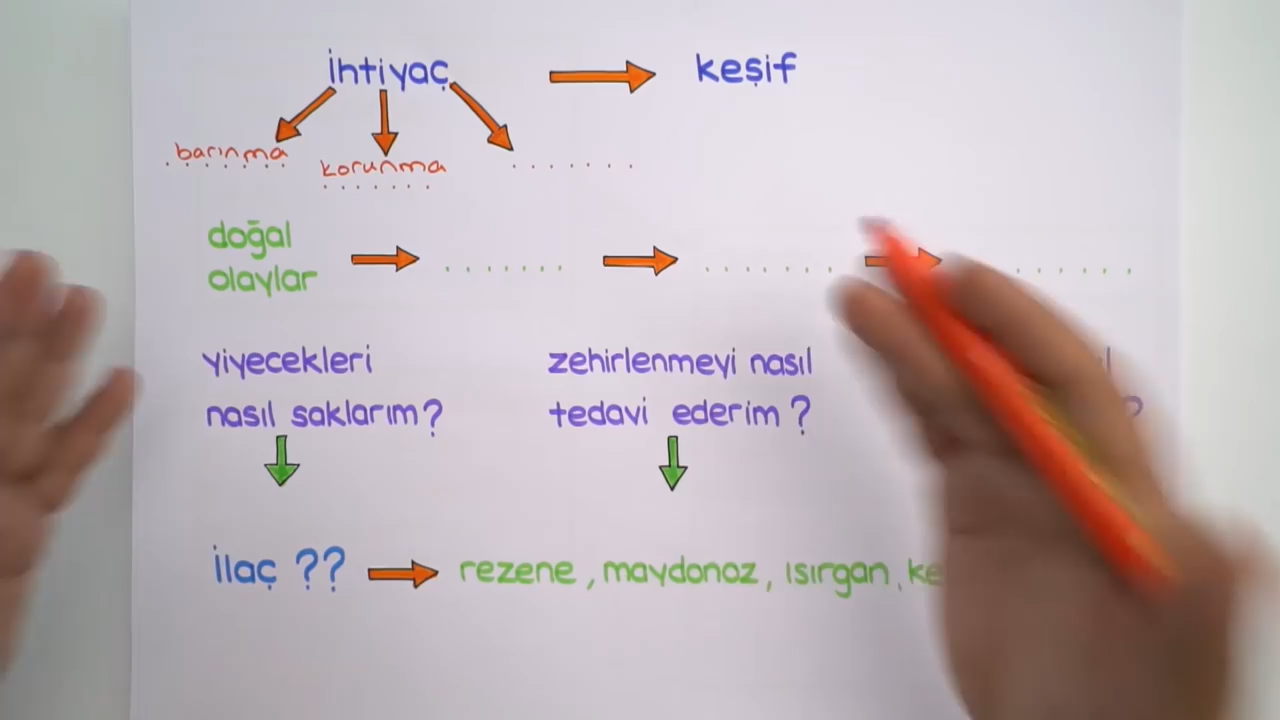 İhtiyaç keşif
barınma korunma
doğal
olaylar
yiyecekleri zehirlenmeyi nasıl
nasıl saklarım? tedavi ederim?
İlaç ?? rezene, maydonoz, ısırgan,